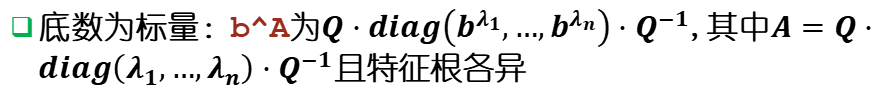 底数为标量：b^A为Q · diag(b^λ₁, …, b^λₙ) · Q⁻¹, 其中A = Q ·
diag(λ₁, …, λₙ) · Q⁻¹且特征根各异